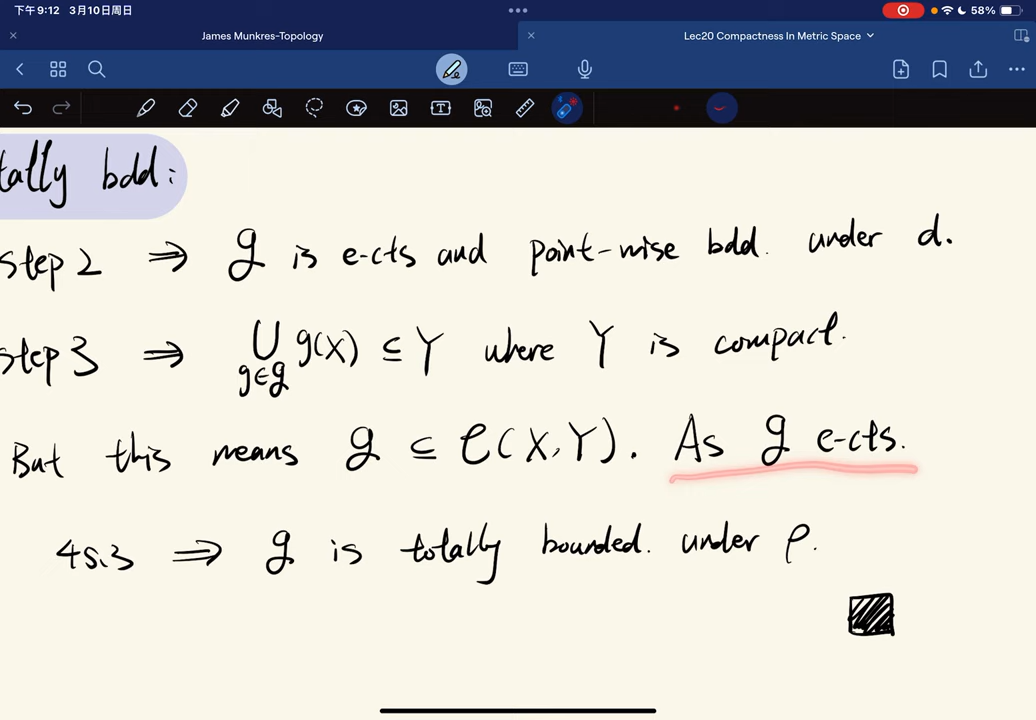 下午9:12 3月10日周日
58%
James Munkres-Topology
Lec20 Compactness In Metric Space
tally bdd:
step 2 ⇒ 𝒢 is e-cts and point-wise bdd. under d.
step 3 ⇒ ∪ g(X) ⊆ Y where Y is compact.
g∈𝒢
But this means 𝒢 ⊆ 𝒞(X,Y). As 𝒢 e-cts.
45.3 ⇒ 𝒢 is totally bounded. under ρ.